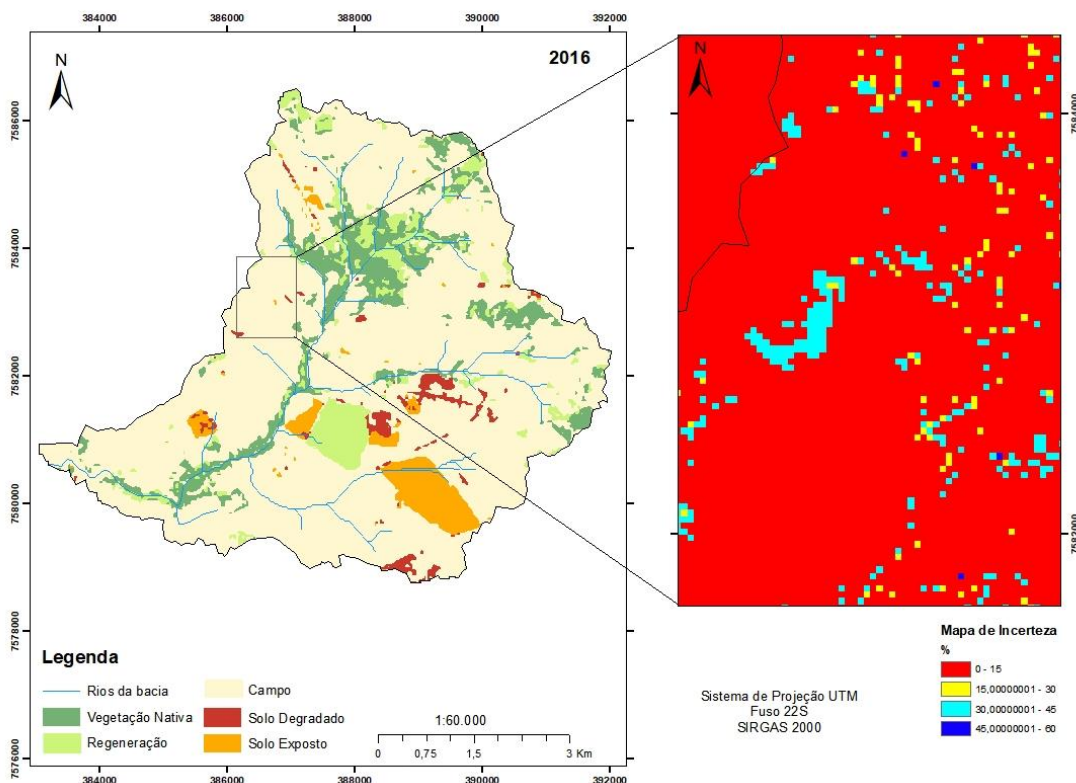 384000 386000 388000 390000 392000
2016
N
N
7586000
7584000
7582000
7580000
7578000
7576000
7584000
7582000
Legenda
Rios da bacia
Campo
Vegetação Nativa
Solo Degradado
Regeneração
Solo Exposto
1:60.000
0 0,75 1,5 3 Km
384000 386000 388000 390000 392000
Sistema de Projeção UTM
Fuso 22S
SIRGAS 2000
Mapa de Incerteza
%
0 - 15
15,00000001 - 30
30,00000001 - 45
45,00000001 - 60